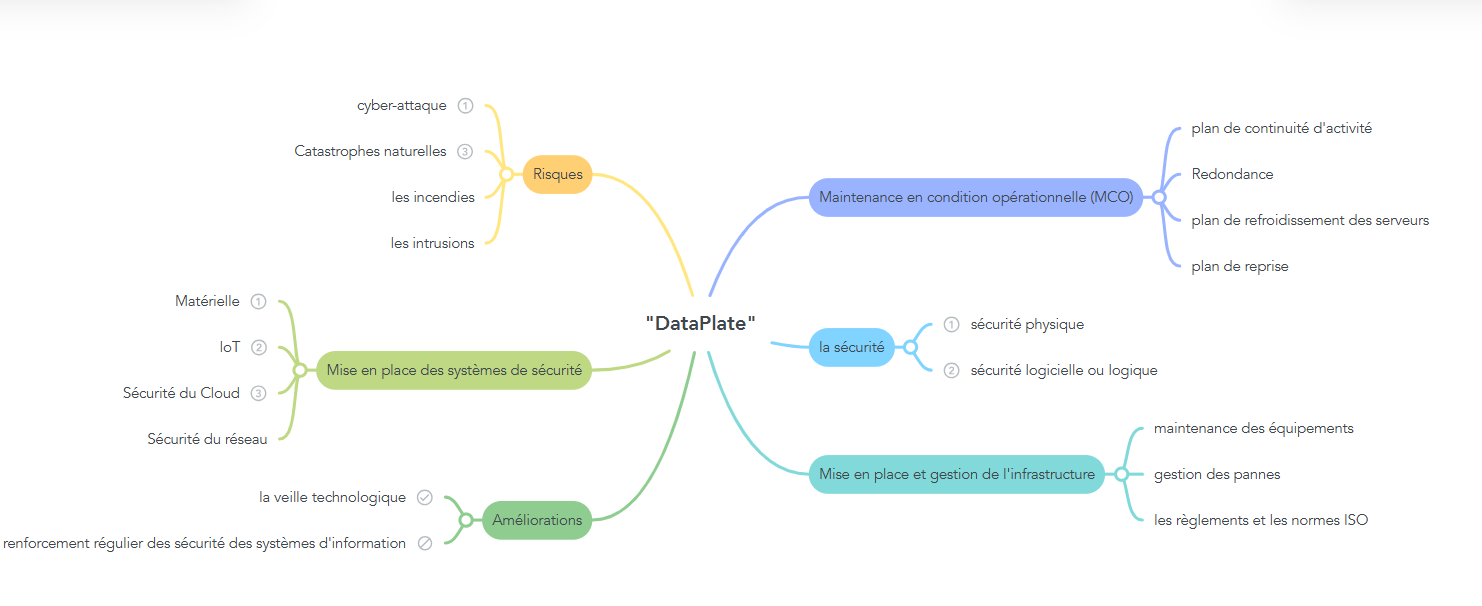 cyber-attaque 1
Catastrophes naturelles 3
les incendies
les intrusions
Risques
Matérielle 1
IoT 2
Sécurité du Cloud 3
Sécurité du réseau
Mise en place des systèmes de sécurité
la veille technologique
renforcement régulier des sécurité des systèmes d'information
Améliorations
"DataPlate"
Maintenance en condition opérationnelle (MCO)
plan de continuité d'activité
Redondance
plan de refroidissement des serveurs
plan de reprise
la sécurité
1 sécurité physique
2 sécurité logicielle ou logique
Mise en place et gestion de l'infrastructure
maintenance des équipements
gestion des pannes
les règlements et les normes ISO